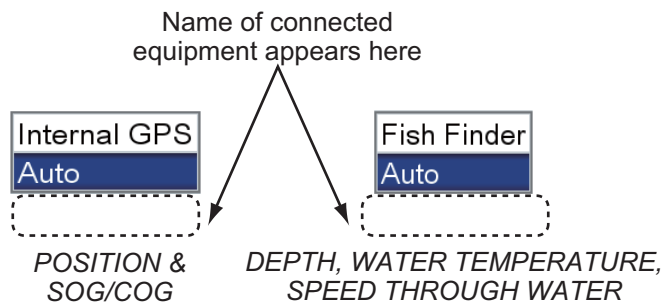 Name of connected
equipment appears here
Internal GPS
Auto
Fish Finder
Auto
POSITION &
SOG/COG
DEPTH, WATER TEMPERATURE,
SPEED THROUGH WATER